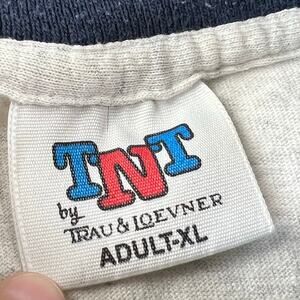 TNT
by
TRAU & LOEVNER
ADULT-XL